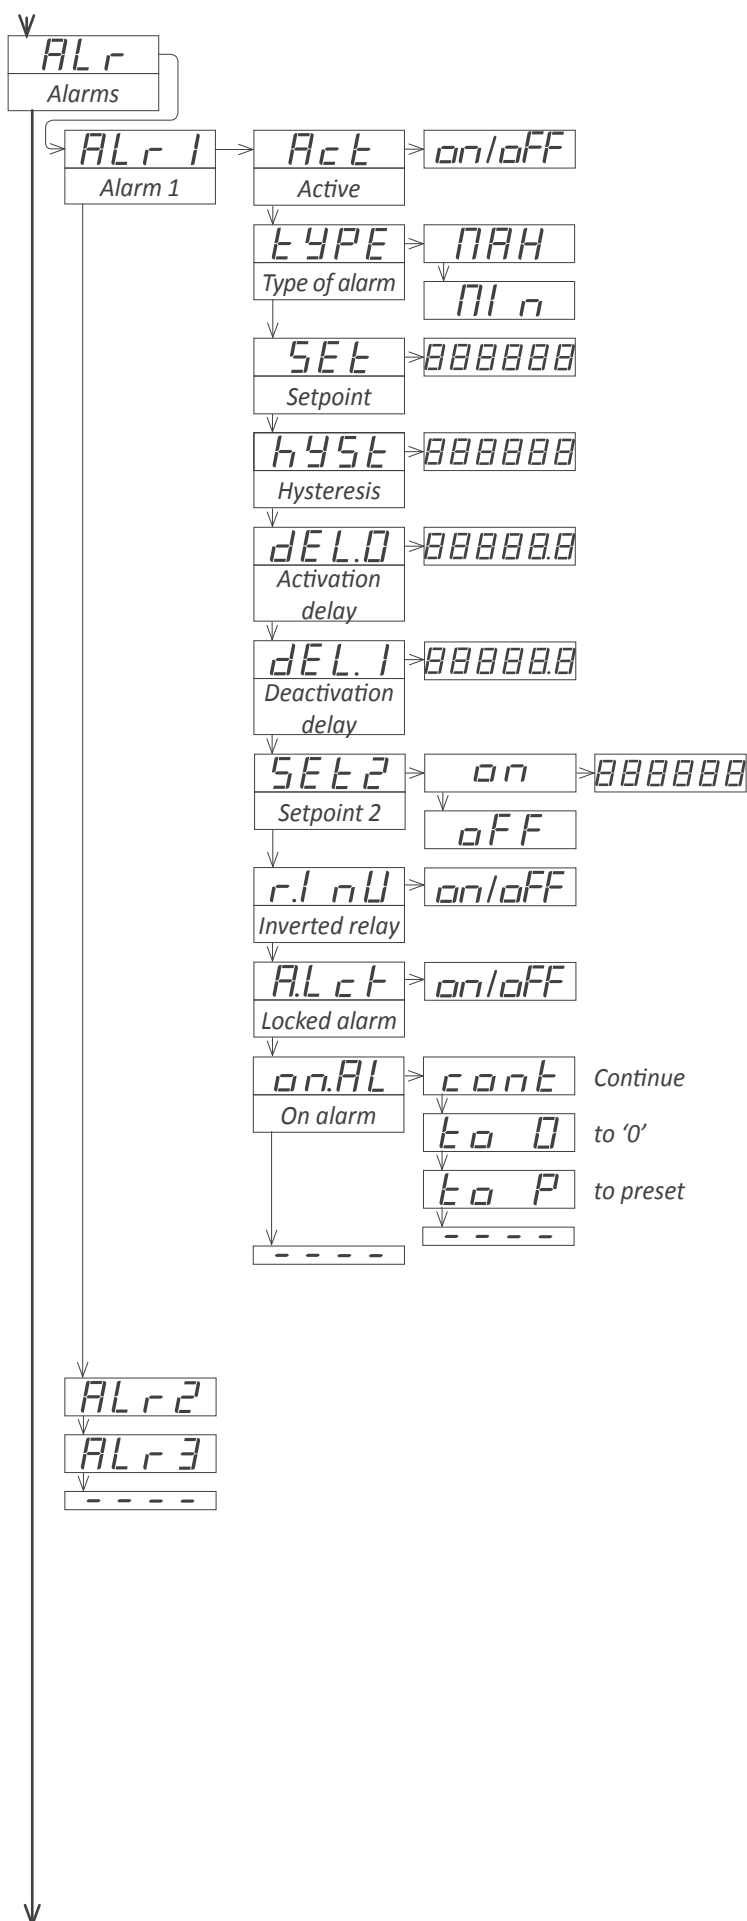 ALr
Alarms
ALr 1
Alarm 1
Act
Active
on/oFF
tYPE
Type of alarm
MAH
MIn
SEt
Setpoint
888888
hYSt
Hysteresis
888888
dEL.0
Activation
delay
88888.8
dEL.1
Deactivation
delay
88888.8
SEt2
Setpoint 2
on
888888
oFF
r.InV
Inverted relay
on/oFF
A.Lck
Locked alarm
on/oFF
on.AL
On alarm
cont
Continue
to 0
to ‘0’
to P
to preset
----
----
ALr2
ALr3
----